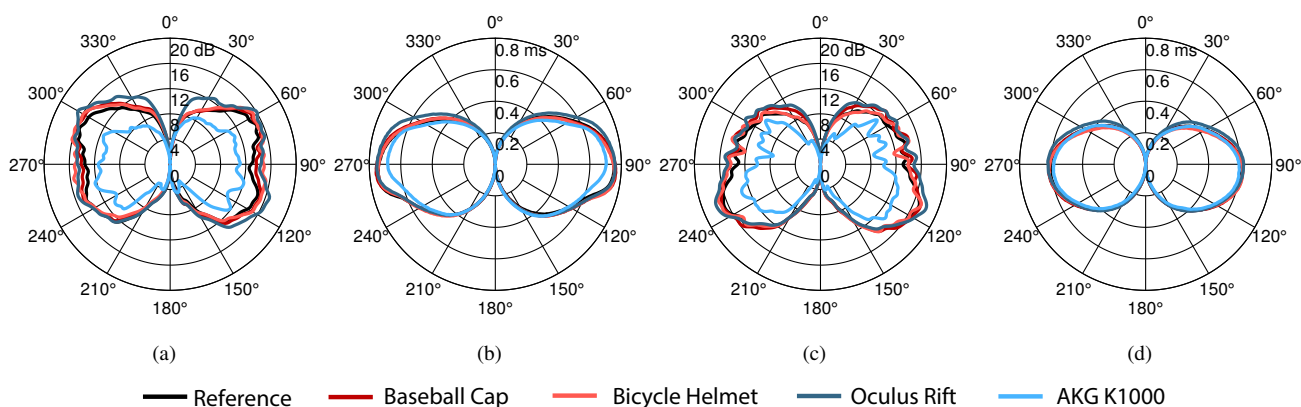 0° 0° 0° 0°
330° 20 dB 30° 330° 0.8 ms 30° 330° 20 dB 30° 330° 0.8 ms 30°
16 0.6 16 0.6
300° 12 60° 300° 0.4 60° 300° 12 60° 300° 0.4 60°
8 0.2 8 0.2
4 4
270° 0 90° 270° 0 90° 270° 0 90° 270° 0 90°
240° 120° 240° 120° 240° 120° 240° 120°
210° 150° 210° 150° 210° 150° 210° 150°
180° 180° 180° 180°
(a) (b) (c) (d)
Reference Baseball Cap Bicycle Helmet Oculus Rift AKG K1000